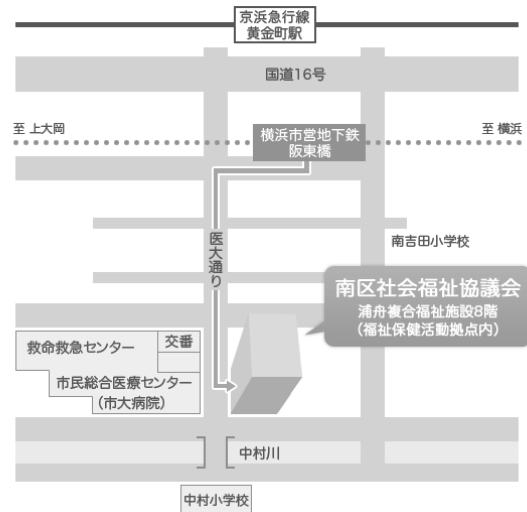 京浜急行線
黄金町駅
国道16号
至 上大岡
至 横浜
横浜市営地下鉄
阪東橋
医大通り
南吉田小学校
南区社会福祉協議会
浦舟複合福祉施設8階
（福祉保健活動拠点内）
救命救急センター
交番
市民総合医療センター
（市大病院）
中村川
中村小学校